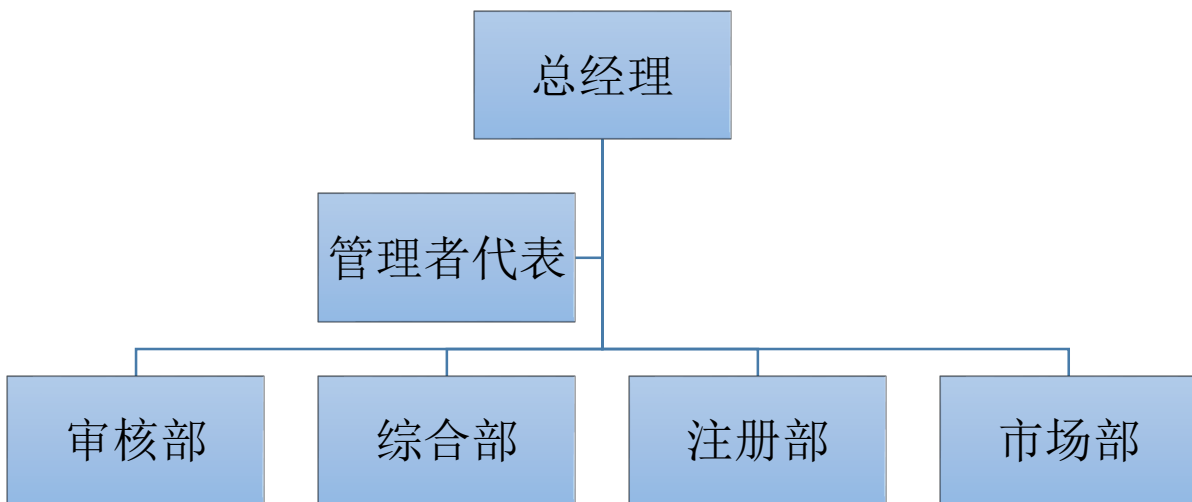 总经理
管理者代表
审核部
综合部
注册部
市场部